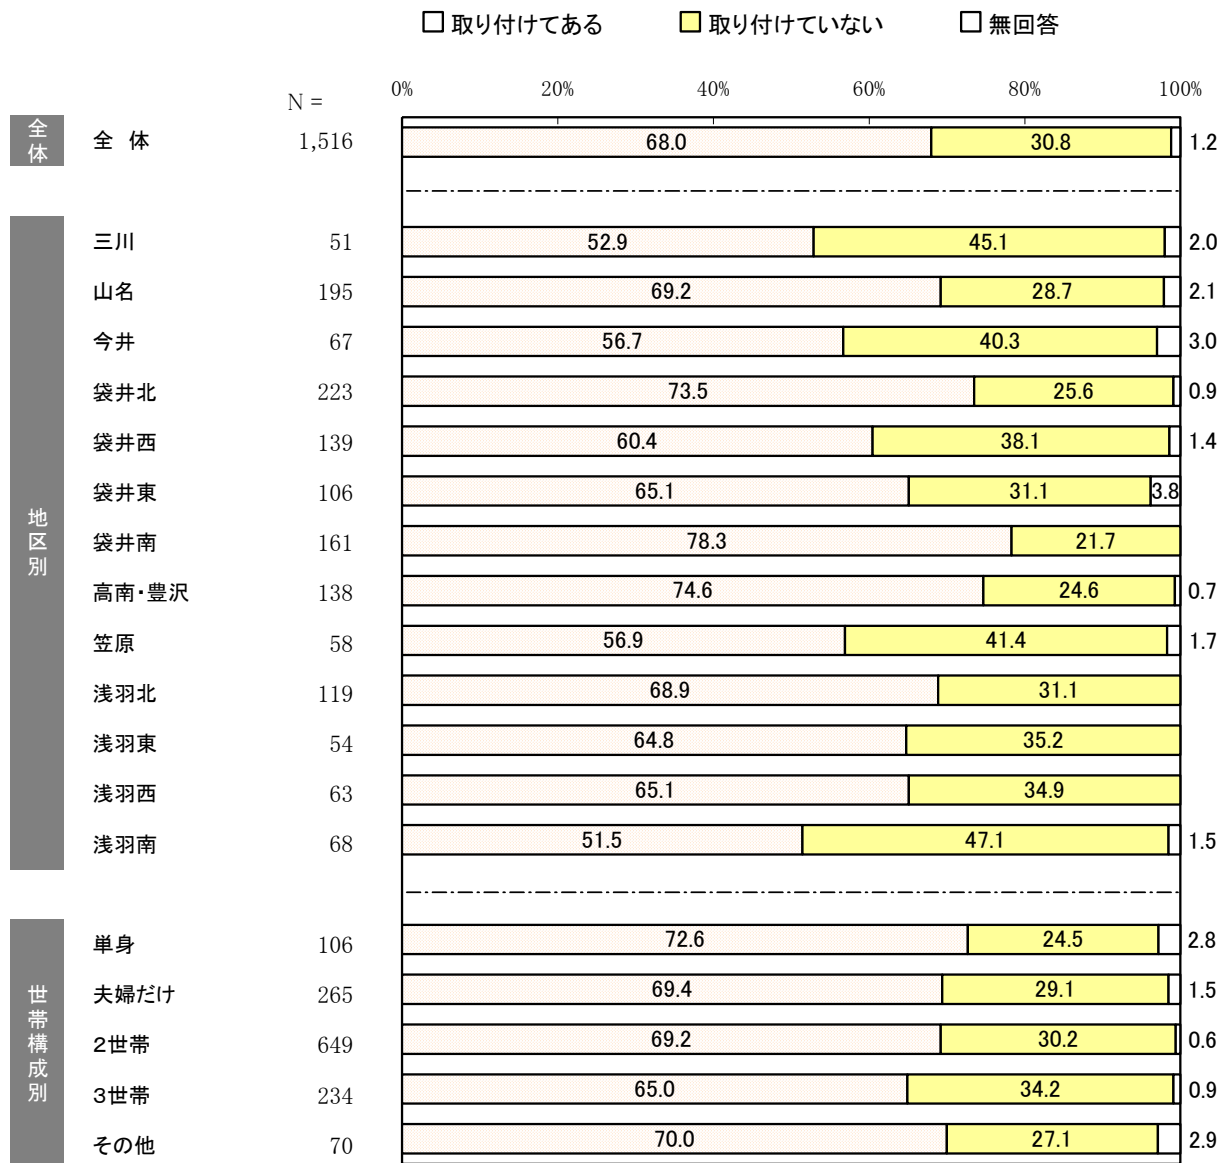 取り付けてある 取り付けていない 無回答
N = 0% 20% 40% 60% 80% 100%
全体
全 体 1,516 68.0 30.8 1.2
地区別
三川 51 52.9 45.1 2.0
山名 195 69.2 28.7 2.1
今井 67 56.7 40.3 3.0
袋井北 223 73.5 25.6 0.9
袋井西 139 60.4 38.1 1.4
袋井東 106 65.1 31.1 3.8
袋井南 161 78.3 21.7
高南・豊沢 138 74.6 24.6 0.7
笠原 58 56.9 41.4 1.7
浅羽北 119 68.9 31.1
浅羽東 54 64.8 35.2
浅羽西 63 65.1 34.9
浅羽南 68 51.5 47.1 1.5
世帯構成別
単身 106 72.6 24.5 2.8
夫婦だけ 265 69.4 29.1 1.5
2世帯 649 69.2 30.2 0.6
3世帯 234 65.0 34.2 0.9
その他 70 70.0 27.1 2.9